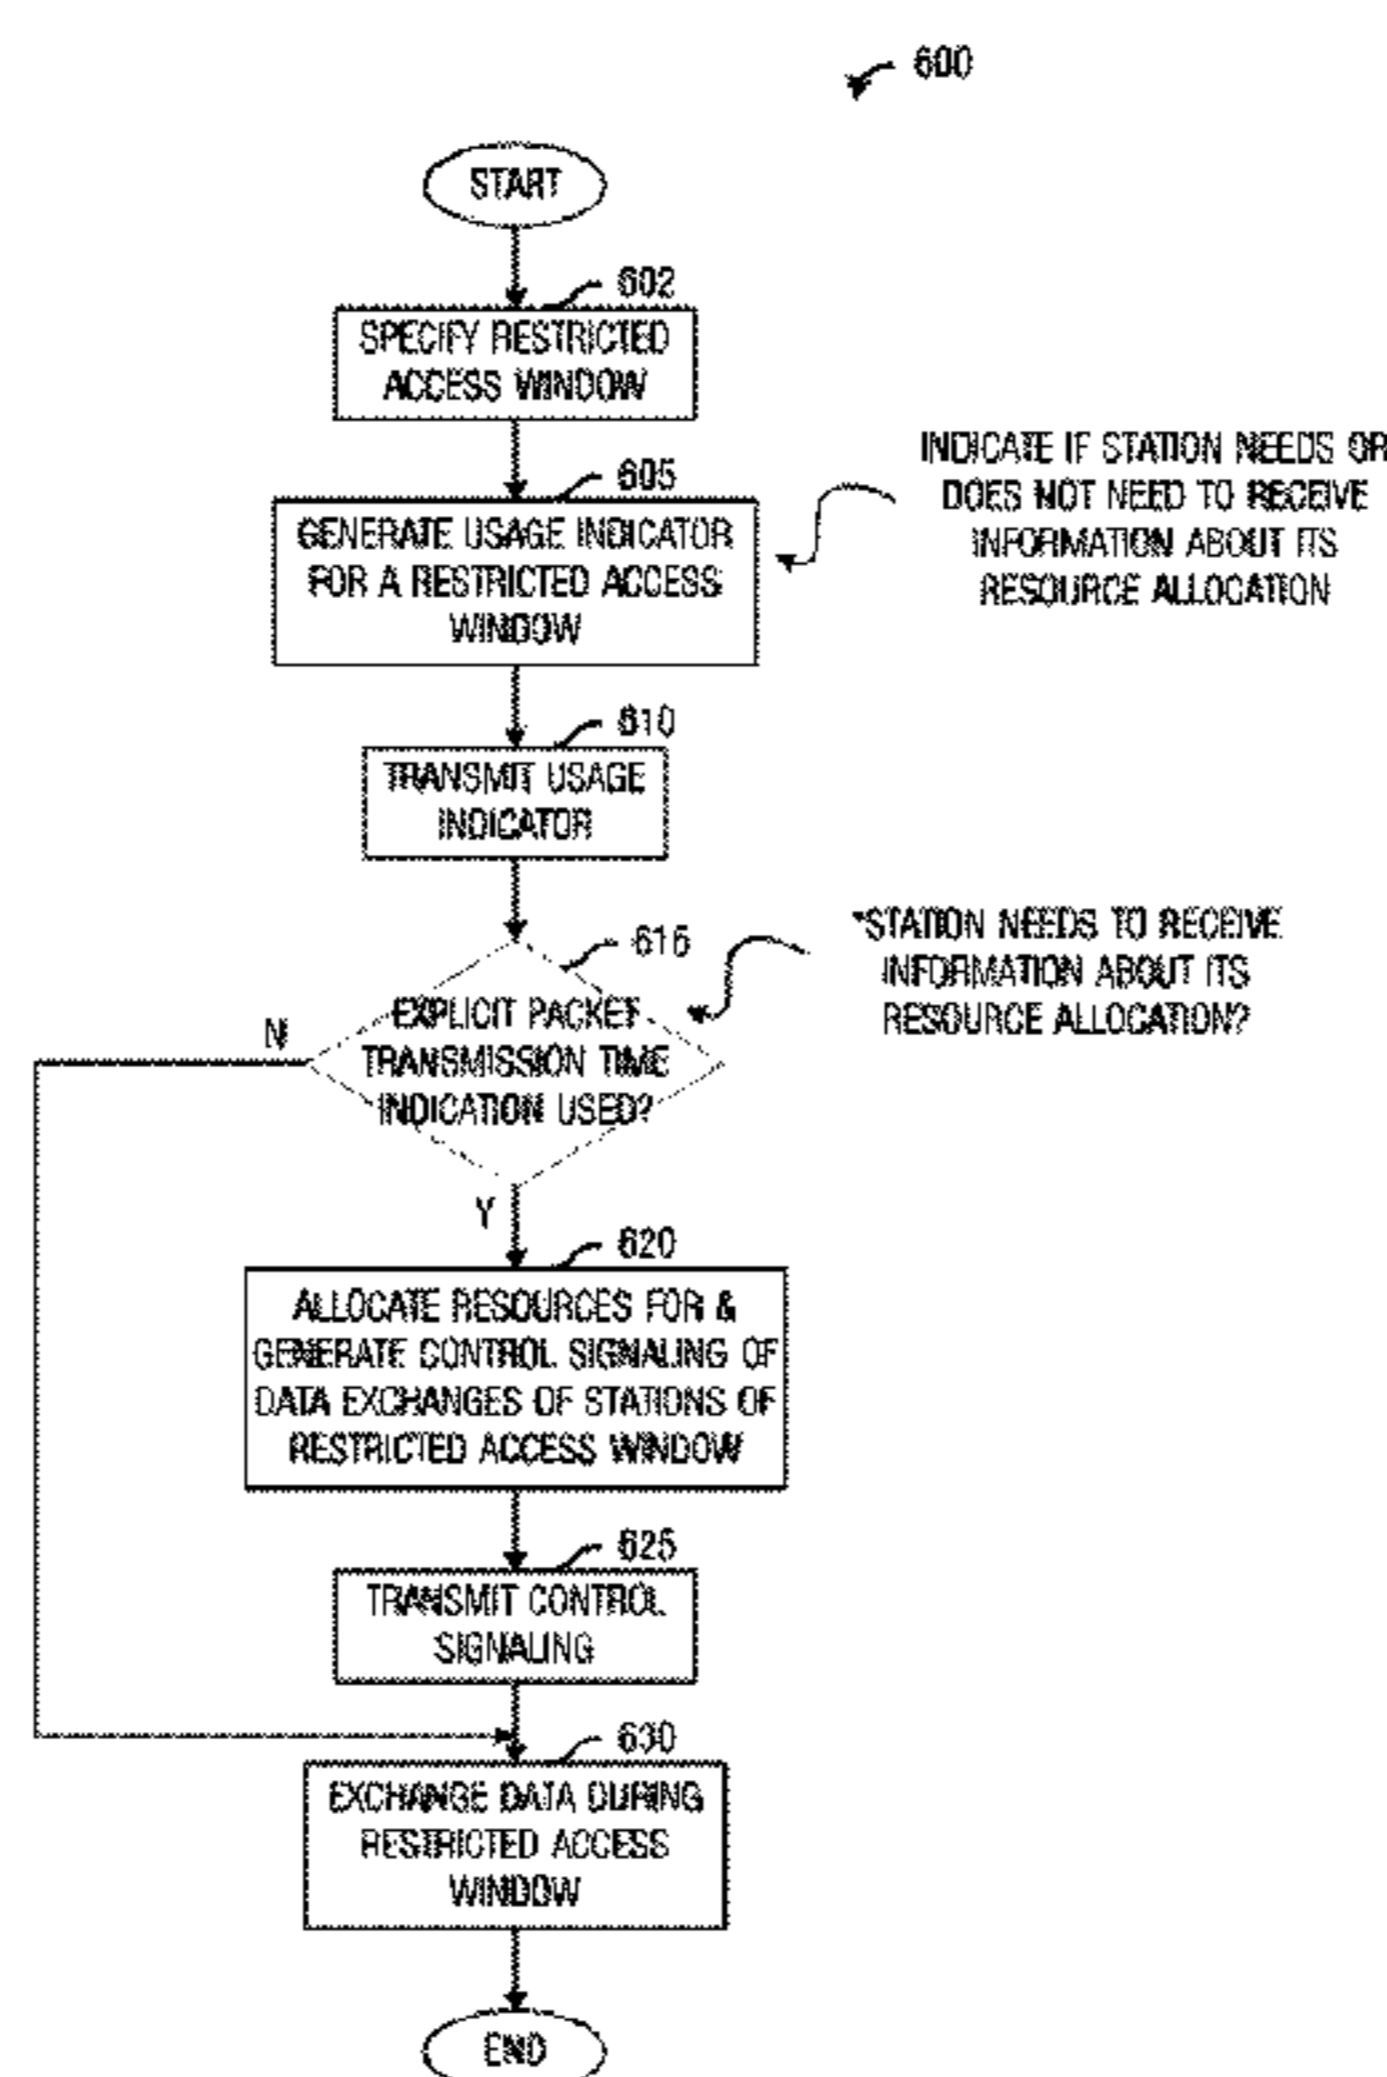 600
START
602
SPECIFY RESTRICTED
ACCESS WINDOW
605
GENERATE USAGE INDICATOR
FOR A RESTRICTED ACCESS
WINDOW
INDICATE IF STATION NEEDS OR
DOES NOT NEED TO RECEIVE
INFORMATION ABOUT ITS
RESOURCE ALLOCATION
610
TRANSMIT USAGE
INDICATOR
615
EXPLICIT PACKET
TRANSMISSION TIME
INDICATION USED?
"STATION NEEDS TO RECEIVE
INFORMATION ABOUT ITS
RESOURCE ALLOCATION?
N
Y
620
ALLOCATE RESOURCES FOR &
GENERATE CONTROL SIGNALING OF
DATA EXCHANGES OF STATIONS OF
RESTRICTED ACCESS WINDOW
625
TRANSMIT CONTROL
SIGNALING
630
EXCHANGE DATA DURING
RESTRICTED ACCESS
WINDOW
END